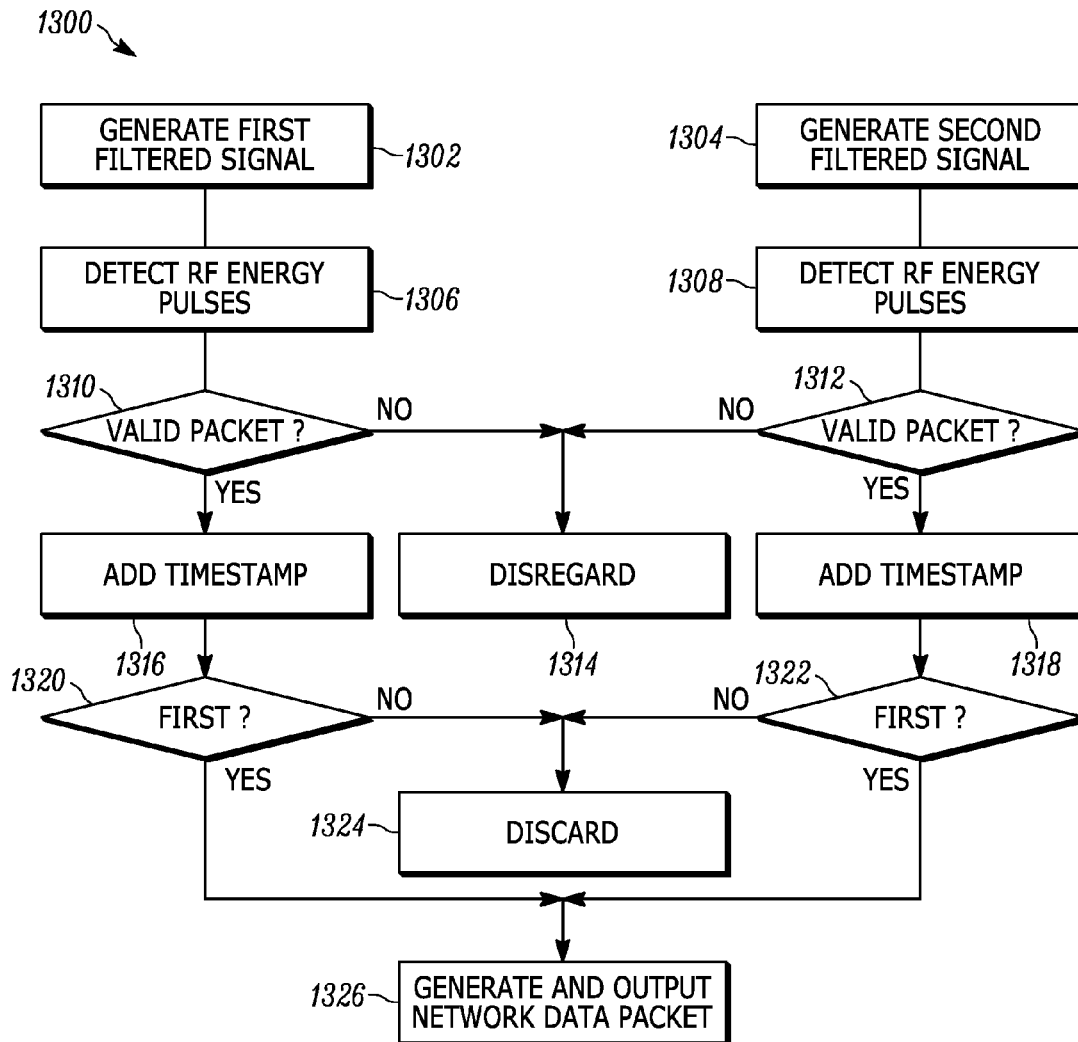 1300
GENERATE FIRST
FILTERED SIGNAL
1302
1304
GENERATE SECOND
FILTERED SIGNAL
DETECT RF ENERGY
PULSES
1306
1308
DETECT RF ENERGY
PULSES
1310
VALID PACKET ?
NO
NO
1312
VALID PACKET ?
YES
YES
ADD TIMESTAMP
DISREGARD
ADD TIMESTAMP
1316
1314
1318
1320
FIRST ?
NO
NO
1322
FIRST ?
YES
YES
1324
DISCARD
1326
GENERATE AND OUTPUT
NETWORK DATA PACKET